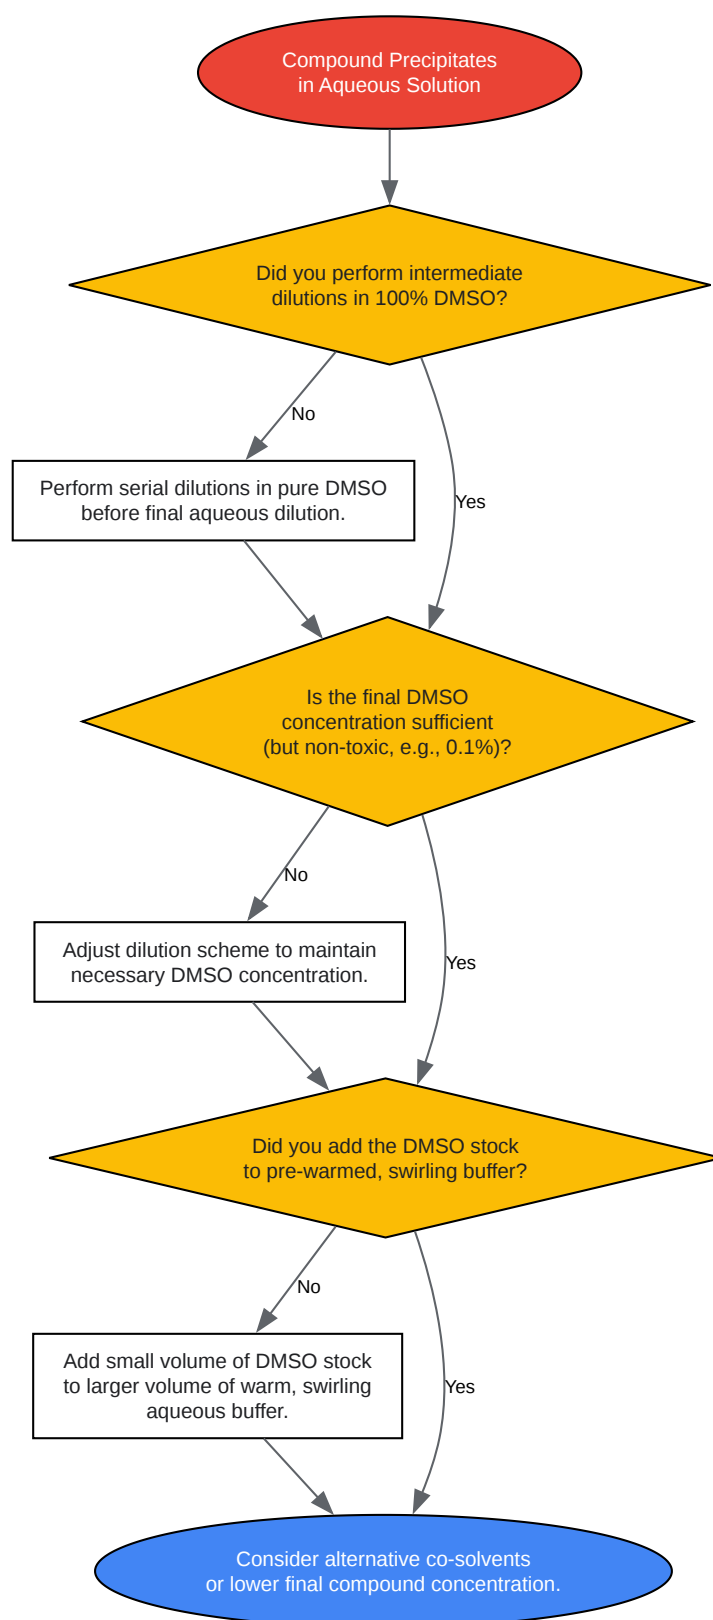 Compound Precipitates
in Aqueous Solution
Did you perform intermediate
dilutions in 100% DMSO?
No
Yes
Perform serial dilutions in pure DMSO
before final aqueous dilution.
Is the final DMSO
concentration sufficient
(but non-toxic, e.g., 0.1%)?
No
Yes
Adjust dilution scheme to maintain
necessary DMSO concentration.
Did you add the DMSO stock
to pre-warmed, swirling buffer?
No
Yes
Add small volume of DMSO stock
to larger volume of warm, swirling
aqueous buffer.
Consider alternative co-solvents
or lower final compound concentration.